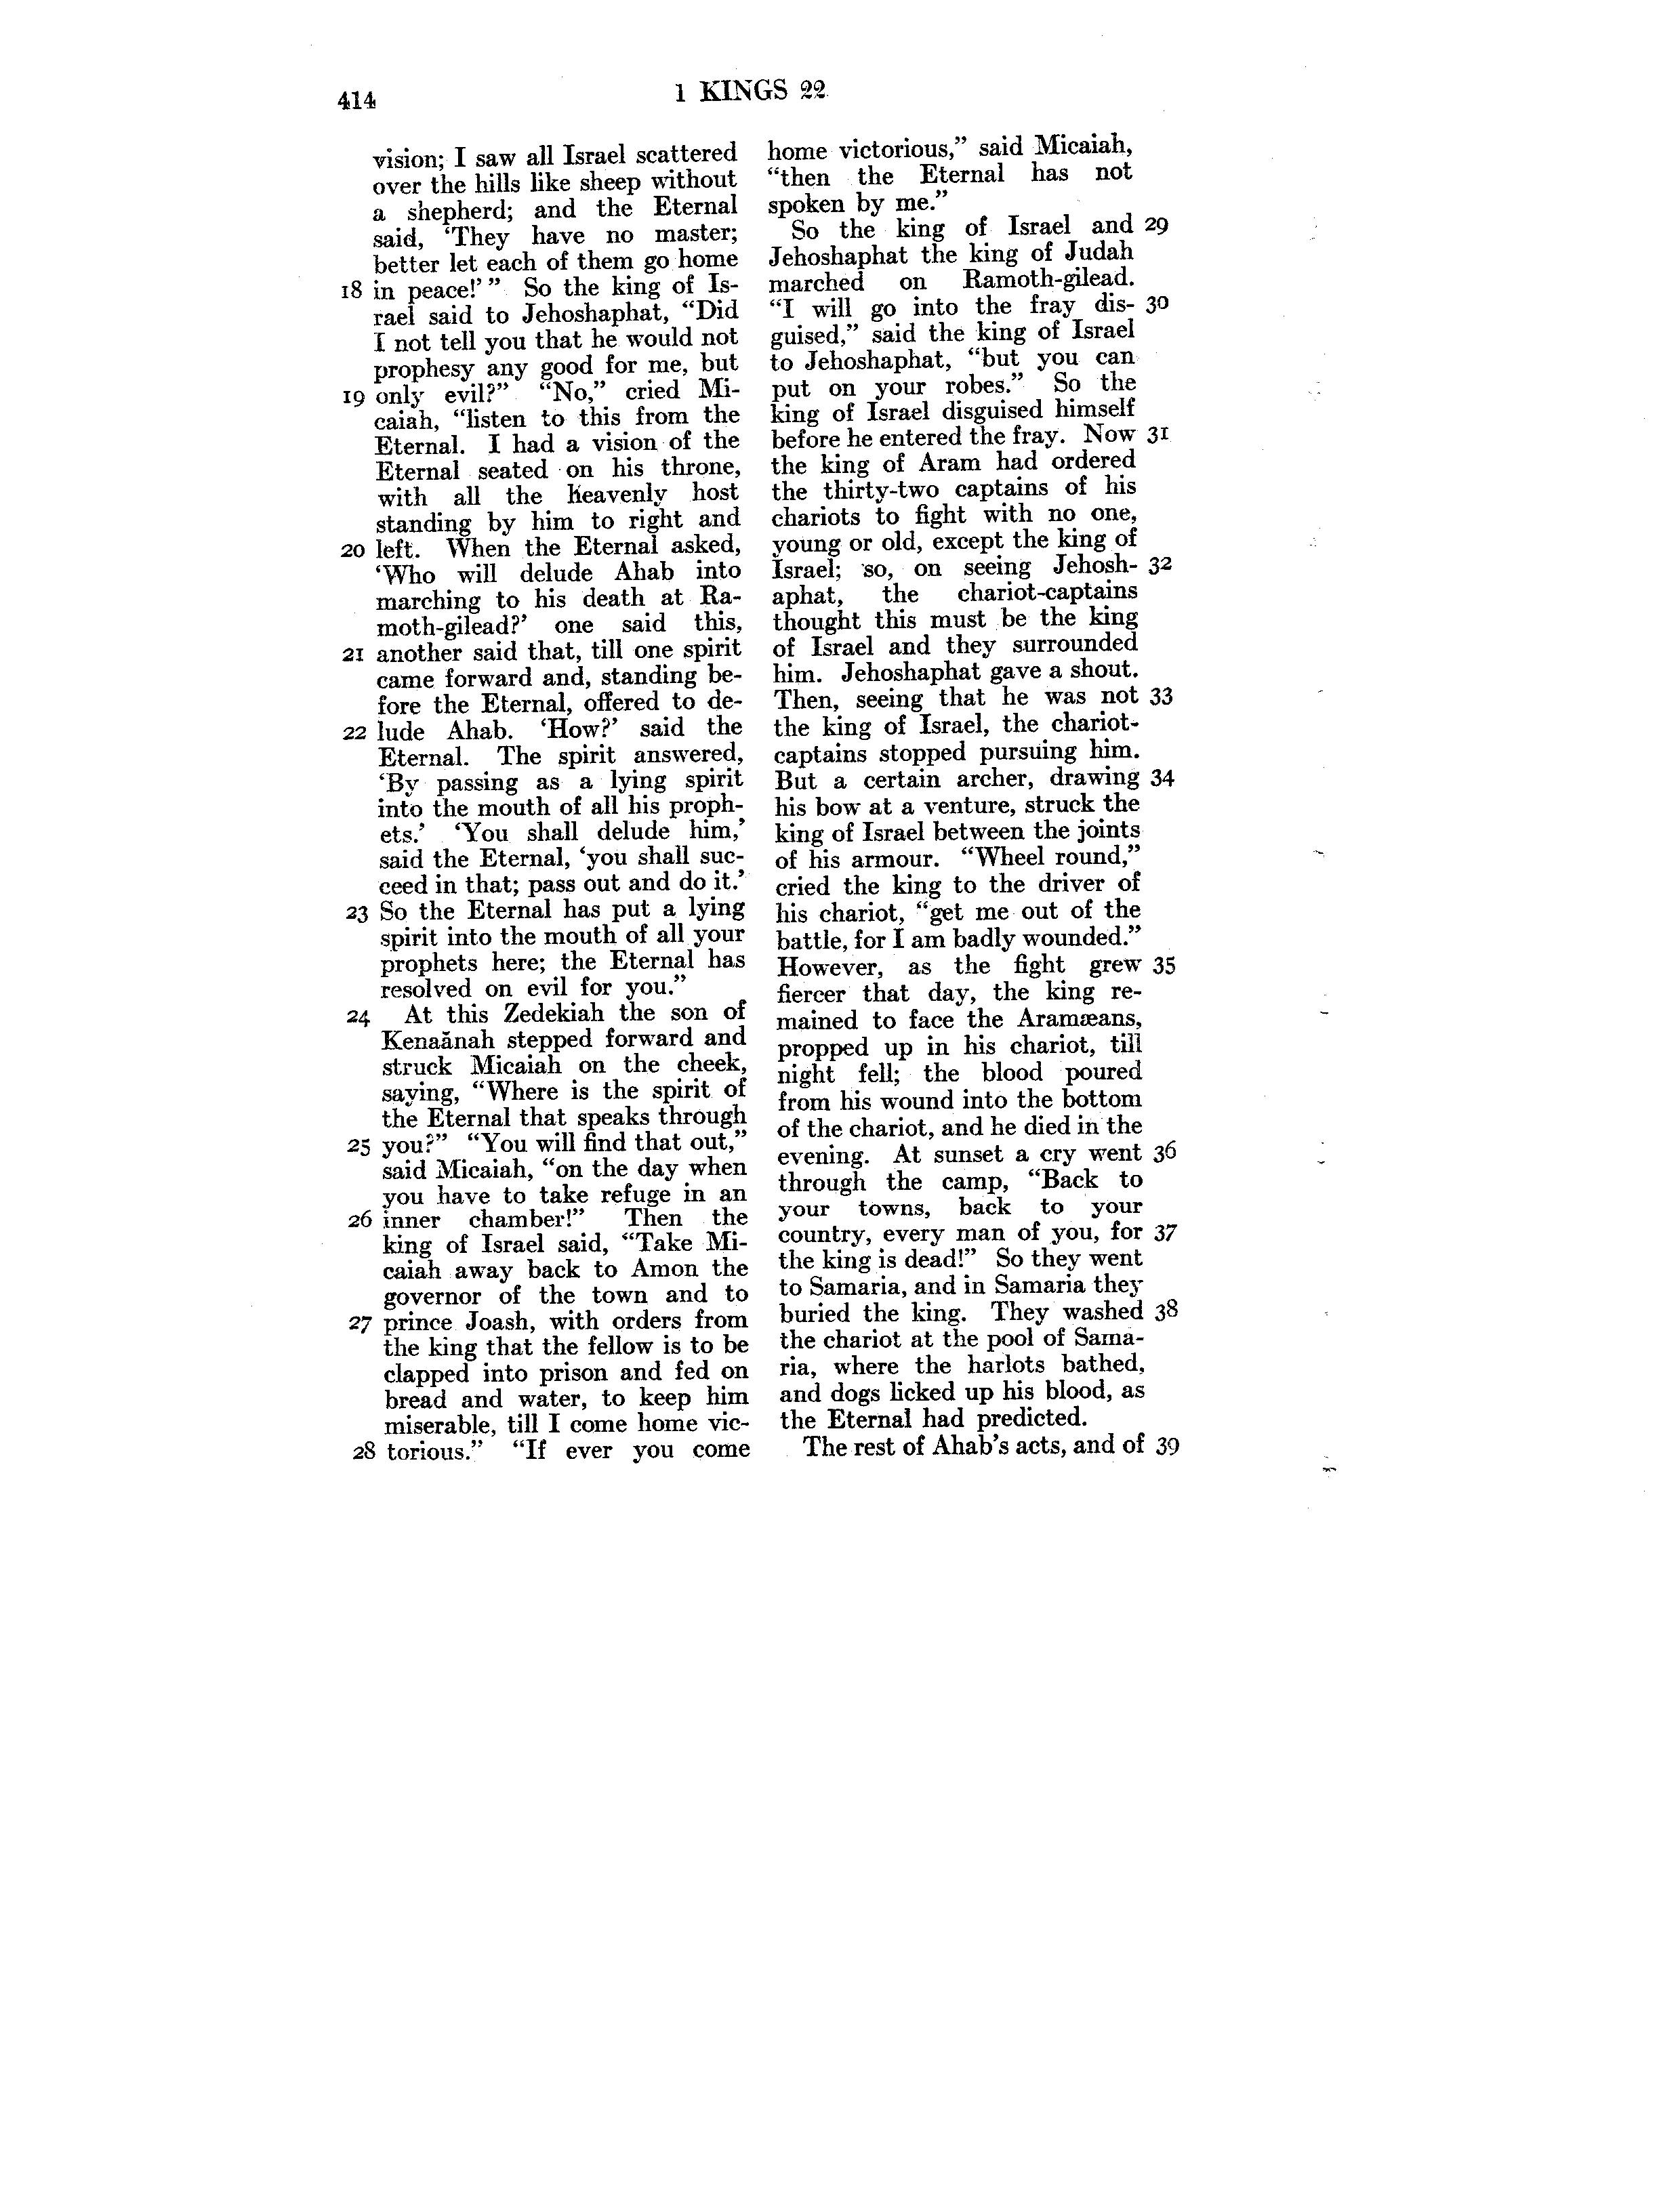 414
1 KINGS 22
vision; I saw all Israel scattered
over the hills like sheep without
a shepherd; and the Eternal
said, ‘They have no master;
better let each of them go home
18 in peace!’” So the king of Is-
rael said to Jehoshaphat, “Did
I not tell you that he would not
prophesy any good for me, but
19 only evil?” “No,” cried Mi-
caiah, “listen to this from the
Eternal. I had a vision of the
Eternal seated on his throne,
with all the heavenly host
standing by him to right and
20 left. When the Eternal asked,
‘Who will delude Ahab into
marching to his death at Ra-
moth-gilead?’ one said this,
21 another said that, till one spirit
came forward and, standing be-
fore the Eternal, offered to de-
22 lude Ahab. ‘How?’ said the
Eternal. The spirit answered,
‘By passing as a lying spirit
into the mouth of all his proph-
ets.’ ‘You shall delude him,’
said the Eternal, ‘you shall suc-
ceed in that; pass out and do it.’
23 So the Eternal has put a lying
spirit into the mouth of all your
prophets here; the Eternal has
resolved on evil for you.”
24 At this Zedekiah the son of
Kenaănah stepped forward and
struck Micaiah on the cheek,
saying, “Where is the spirit of
the Eternal that speaks through
25 you?” “You will find that out,”
said Micaiah, “on the day when
you have to take refuge in an
26 inner chamber!” Then the
king of Israel said, “Take Mi-
caiah away back to Amon the
governor of the town and to
27 prince Joash, with orders from
the king that the fellow is to be
clapped into prison and fed on
bread and water, to keep him
miserable, till I come home vic-
28 torious.” “If ever you come
home victorious,” said Micaiah,
“then the Eternal has not
spoken by me.”
So the king of Israel and 29
Jehoshaphat the king of Judah
marched on Ramoth-gilead.
“I will go into the fray dis- 30
guised,” said the king of Israel
to Jehoshaphat, “but you can
put on your robes.” So the
king of Israel disguised himself
before he entered the fray. Now 31
the king of Aram had ordered
the thirty-two captains of his
chariots to fight with no one,
young or old, except the king of
Israel; so, on seeing Jehosh- 32
aphat, the chariot-captains
thought this must be the king
of Israel and they surrounded
him. Jehoshaphat gave a shout.
Then, seeing that he was not 33
the king of Israel, the chariot-
captains stopped pursuing him.
But a certain archer, drawing 34
his bow at a venture, struck the
king of Israel between the joints
of his armour. “Wheel round,”
cried the king to the driver of
his chariot, “get me out of the
battle, for I am badly wounded.”
However, as the fight grew 35
fiercer that day, the king re-
mained to face the Aramæans,
propped up in his chariot, till
night fell; the blood poured
from his wound into the bottom
of the chariot, and he died in the
evening. At sunset a cry went 36
through the camp, “Back to
your towns, back to your
country, every man of you, for 37
the king is dead!” So they went
to Samaria, and in Samaria they
buried the king. They washed 38
the chariot at the pool of Sama-
ria, where the harlots bathed,
and dogs licked up his blood, as
the Eternal had predicted.
The rest of Ahab’s acts, and of 39